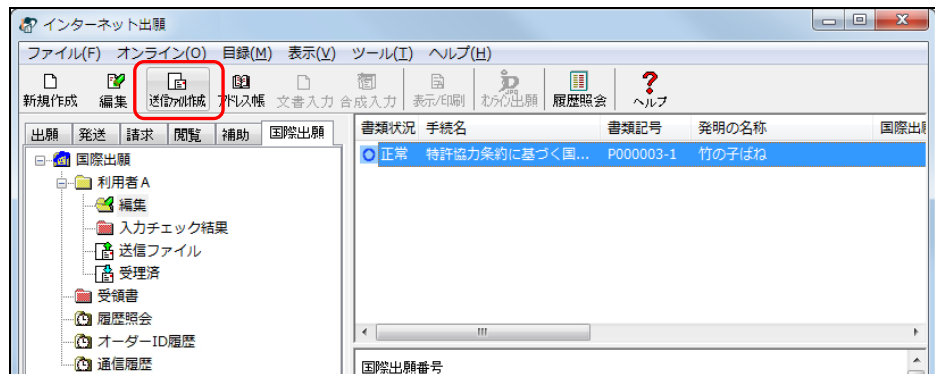 インターネット出願
ファイル(F) オンライン(O) 目録(M) 表示(V) ツール(T) ヘルプ(H)
新規作成 編集 送信ファイル作成 アドレス帳 文書入力 合成入力 表示/印刷 オンライン出願 履歴照会 ヘルプ
出願 発送 請求 閲覧 補助 国際出願
国際出願
利用者A
編集
入力チェック結果
送信ファイル
受理済
受領書
履歴照会
オーダーID履歴
通信履歴
書類状況 手続名 書類記号 発明の名称 国際出
正常 特許協力条約に基づく国... P000003-1 竹の子ばね
国際出願番号